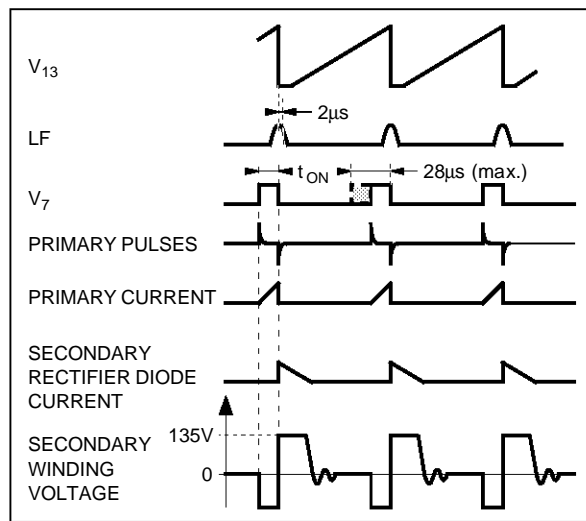 V13
2μs
LF
tON
28μs (max.)
V7
PRIMARY PULSES
PRIMARY CURRENT
SECONDARY
RECTIFIER DIODE
CURRENT
135V
SECONDARY
WINDING
VOLTAGE
0